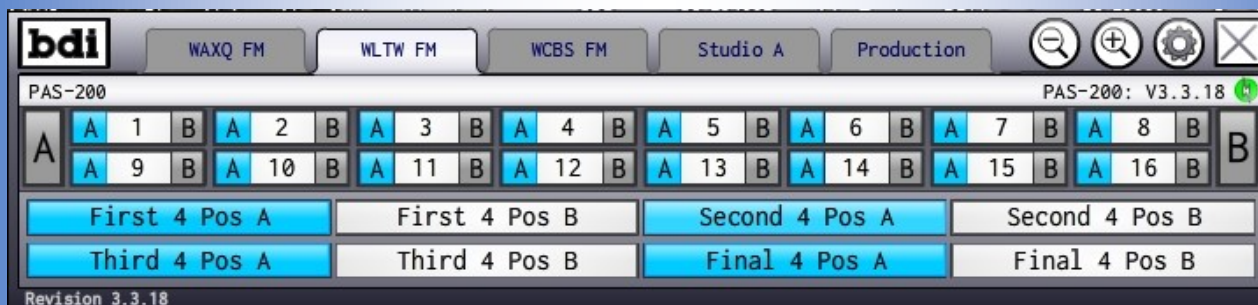 bdi WAXQ FM WLTW FM WCBS FM Studio A Production
PAS-200 PAS-200: V3.3.18
A A 1 B A 2 B A 3 B A 4 B A 5 B A 6 B A 7 B A 8 B B
A 9 B A 10 B A 11 B A 12 B A 13 B A 14 B A 15 B A 16 B
First 4 Pos A First 4 Pos B Second 4 Pos A Second 4 Pos B
Third 4 Pos A Third 4 Pos B Final 4 Pos A Final 4 Pos B
Revision 3.3.18